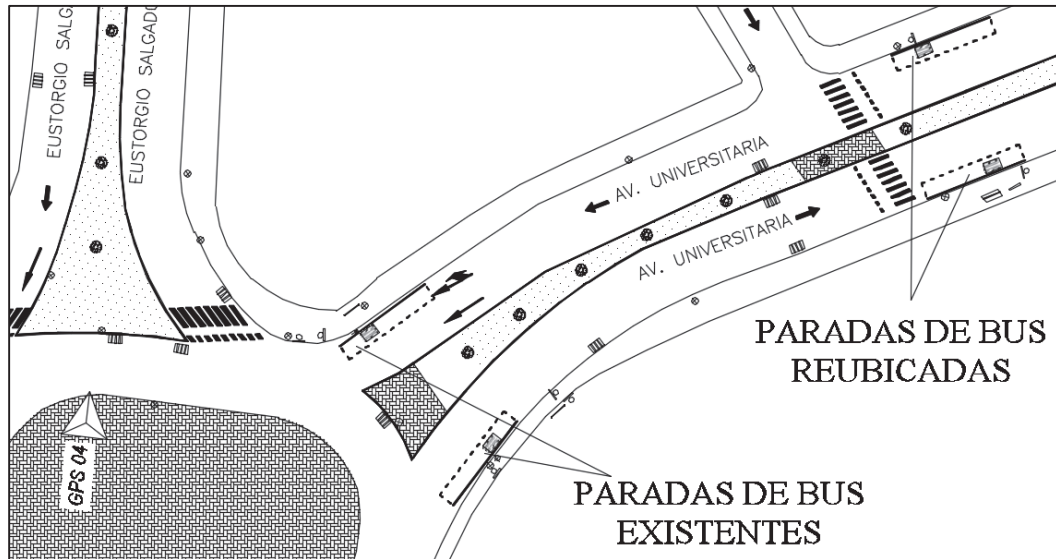 EUSTORGIO SALGADO
EUSTORGIO SALGADO
AV. UNIVERSITARIA
AV. UNIVERSITARIA
PARADAS DE BUS
REUBICADAS
GPS 04
PARADAS DE BUS
EXISTENTES